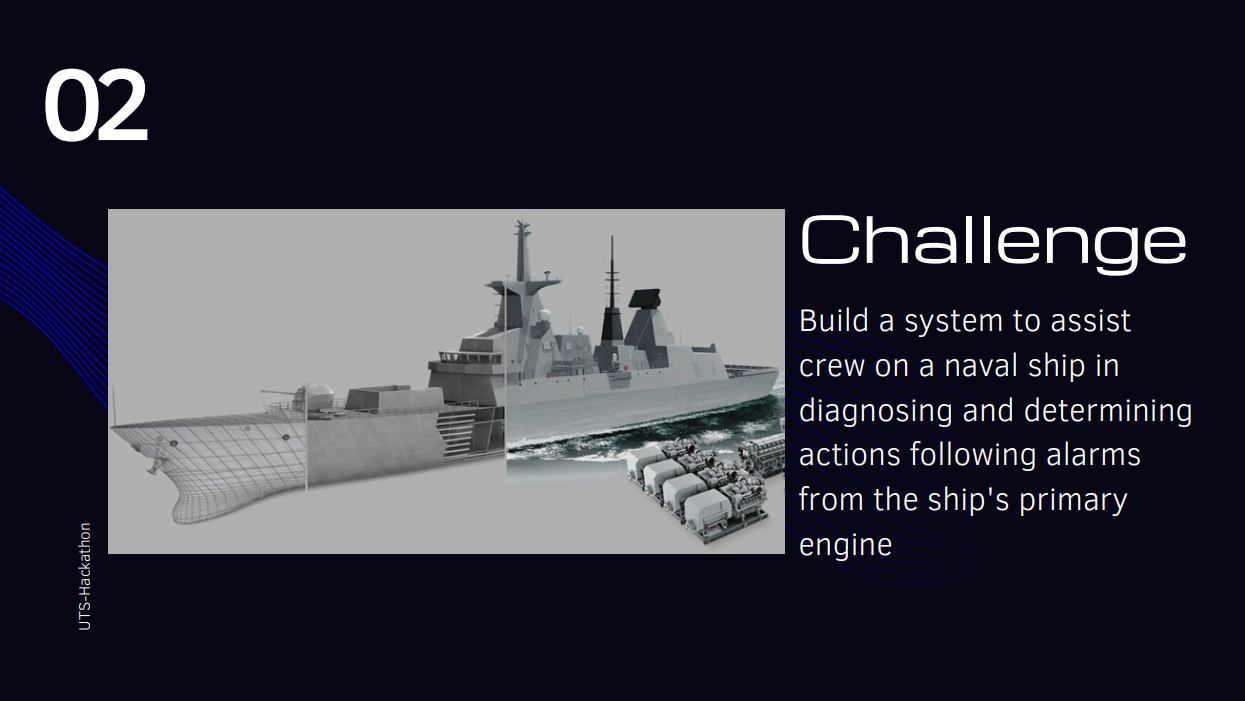 02
Challenge
Build a system to assist
crew on a naval ship in
diagnosing and determining
actions following alarms
from the ship's primary
engine
UTS-Hackathon